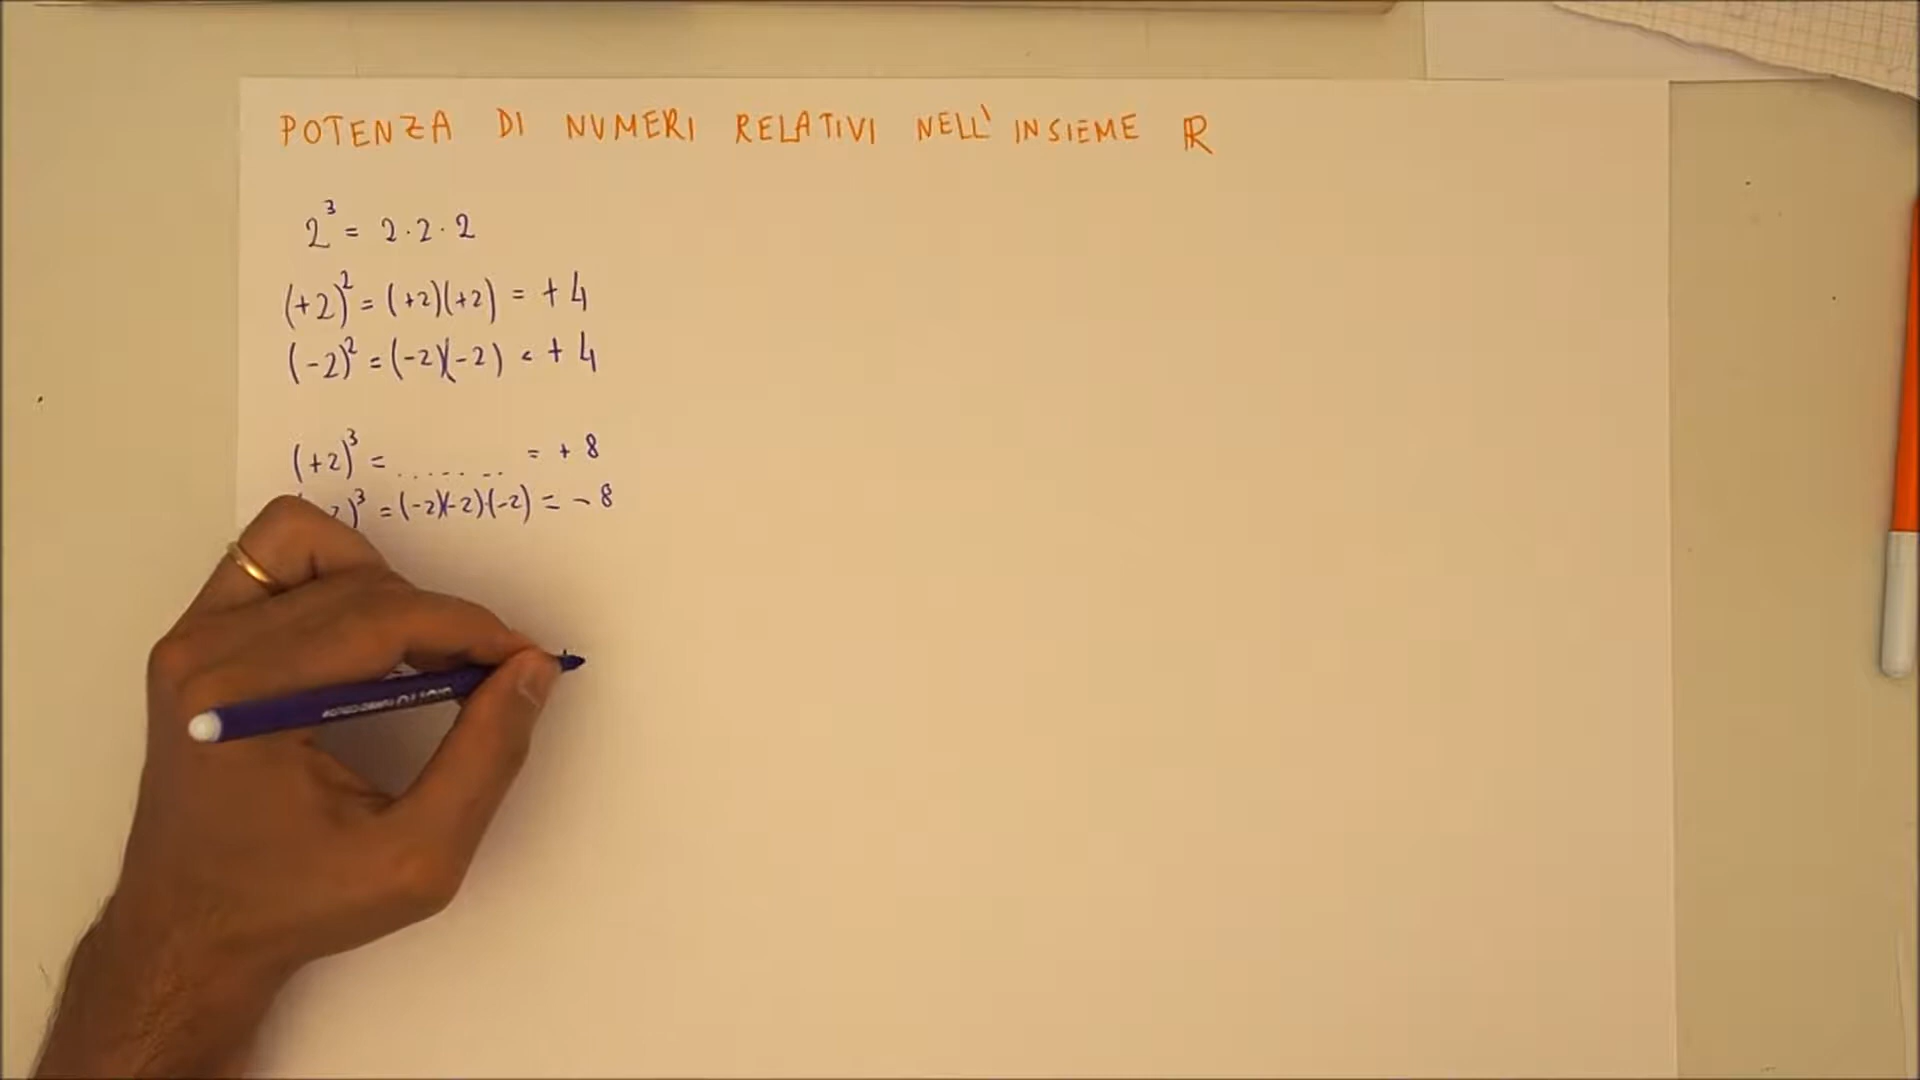 POTENZA DI NUMERI RELATIVI NELL' INSIEME ℝ
2³ = 2·2·2
(+2)² = (+2)(+2) = +4
(-2)² = (-2)(-2) = +4
(+2)³ = ....... = +8
2)³ = (-2)(-2)·(-2) = -8